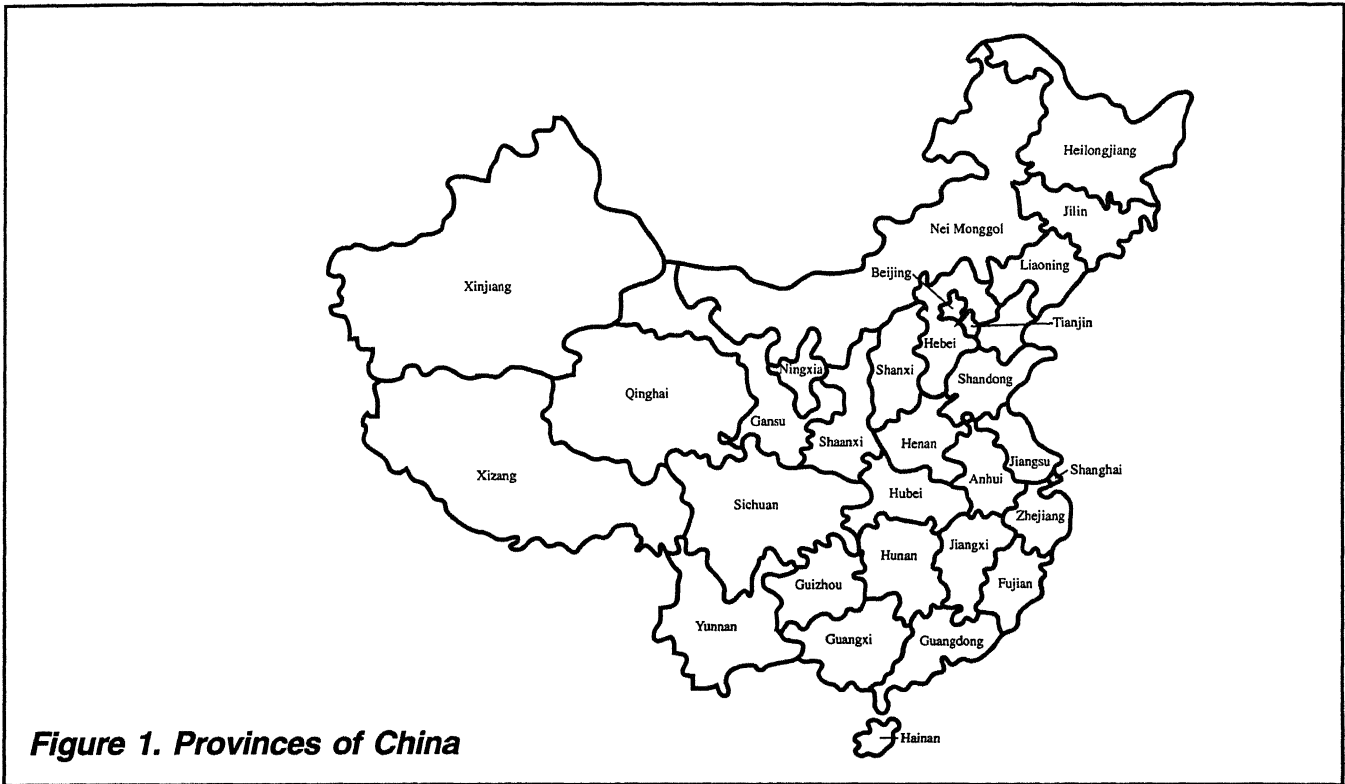 Heilongjiang
Jilin
Nei Monggol
Liaoning
Beijing
Xinjiang
Tianjin
Hebei
Ningxia
Shanxi
Shandong
Qinghai
Gansu
Shaanxi
Henan
Jiangsu
Shanghai
Xizang
Anhui
Hubei
Sichuan
Zhejiang
Jiangxi
Hunan
Guizhou
Fujian
Yunnan
Guangxi
Guangdong
Hainan
Figure 1. Provinces of China